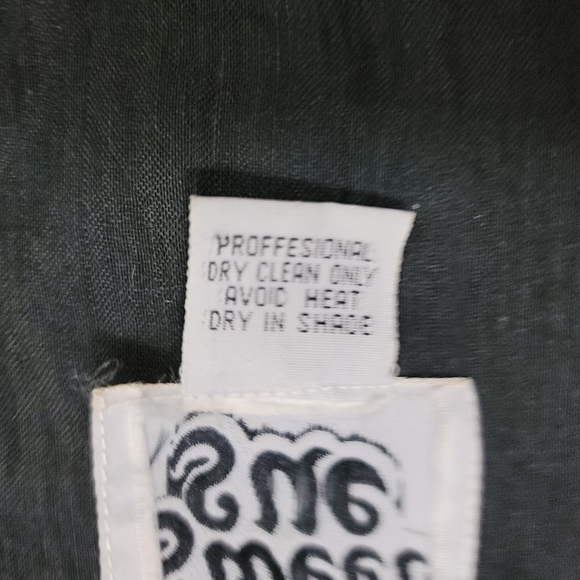 PROFFESIONAL
DRY CLEAN ONLY
AVOID HEAT
DRY IN SHADE